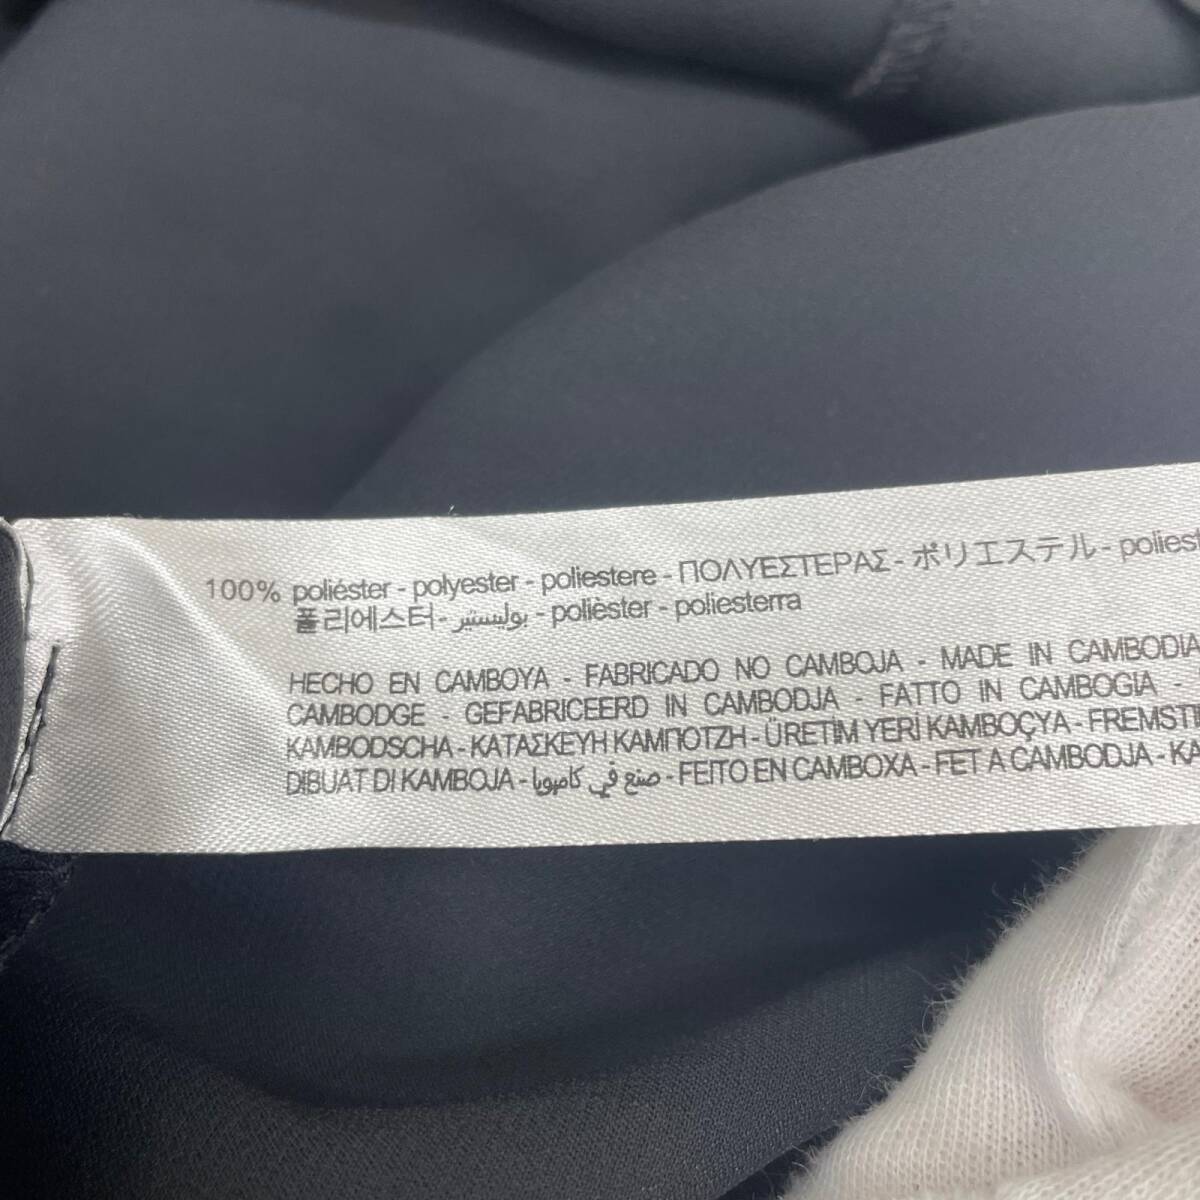 100% poliéster - polyester - poliestere - ΠΟΛΥΕΣΤΕΡΑΣ - ポリエステル - poliest
폴리에스터 - بوليستير - polièster - poliesterra
HECHO EN CAMBOYA - FABRICADO NO CAMBOJA - MADE IN CAMBODIA
CAMBODGE - GEFABRICEERD IN CAMBODJA - FATTO IN CAMBOGIA -
KAMBODSCHA - ΚΑΤΑΣΚΕΥΗ ΚΑΜΠΟΤΖΗ - ÜRETİM YERİ KAMBOÇYA - FREMSTI
DIBUAT DI KAMBOJA - صنع في كامبوديا - FEITO EN CAMBOXA - FET A CAMBODJA - KA